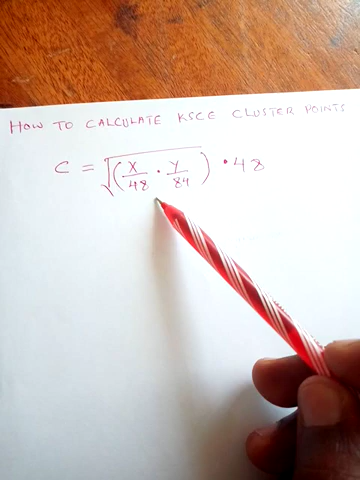 HOW TO CALCULATE KSCE CLUSTER POINTS
C = √(X/48 · Y/84) · 48